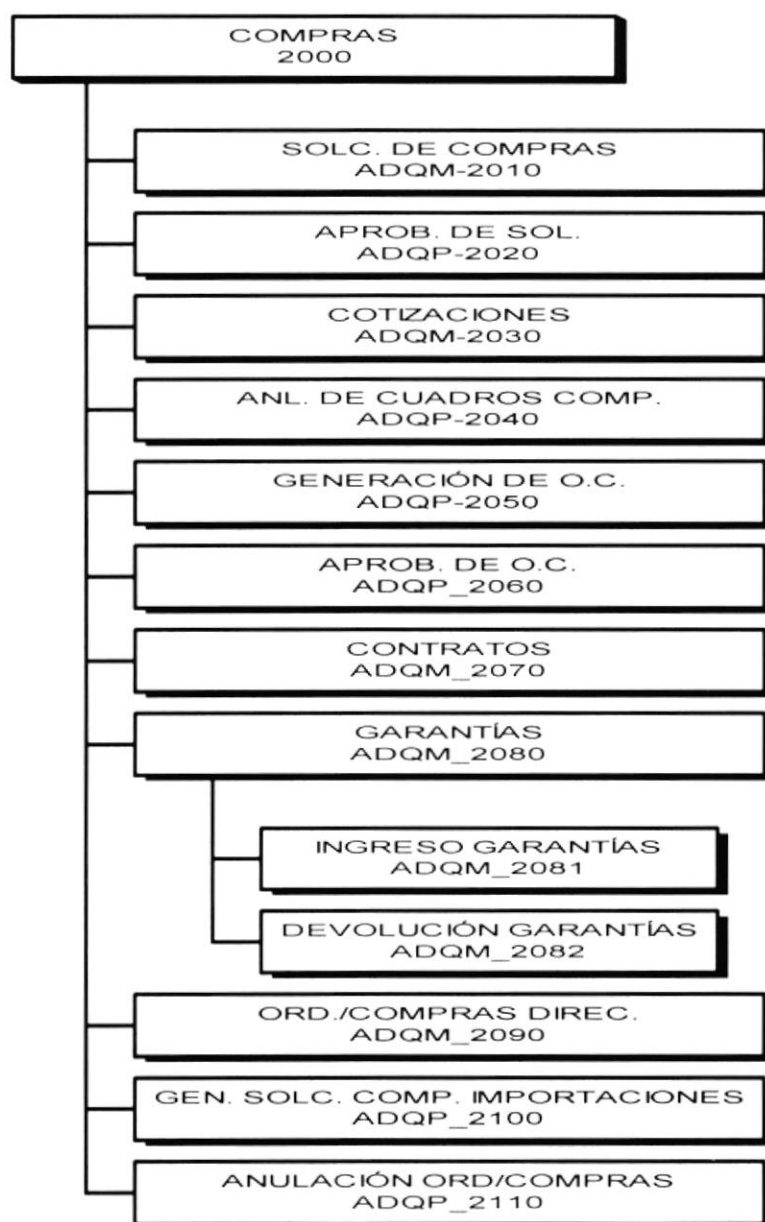 COMPRAS
2000
SOLC. DE COMPRAS
ADQM-2010
APROB. DE SOL.
ADQP-2020
COTIZACIONES
ADQM-2030
ANL. DE CUADROS COMP.
ADQP-2040
GENERACIÓN DE O.C.
ADQP-2050
APROB. DE O.C.
ADQP_2060
CONTRATOS
ADQM_2070
GARANTÍAS
ADQM_2080
INGRESO GARANTÍAS
ADQM_2081
DEVOLUCIÓN GARANTÍAS
ADQM_2082
ORD./COMPRAS DIREC.
ADQM_2090
GEN. SOLC. COMP. IMPORTACIONES
ADQP_2100
ANULACIÓN ORD/COMPRAS
ADQP_2110